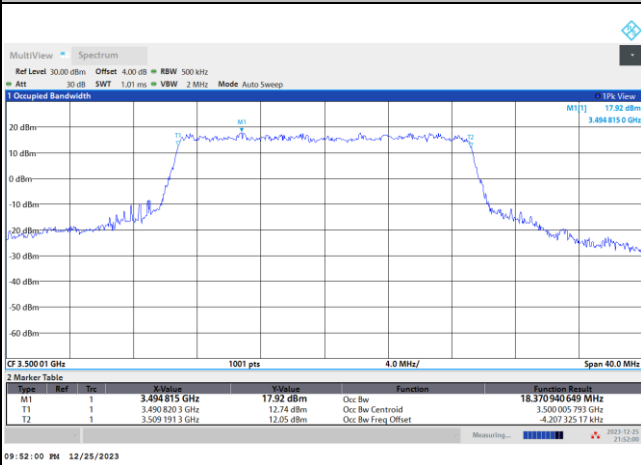 MultiView Spectrum
Ref Level 30.00 dBm Offset 4.00 dB RBW 500 kHz
Att 30 dB SWT 1.01 ms VBW 2 MHz Mode Auto Sweep
1 Occupied Bandwidth 1Pk View
M1[1] 17.92 dBm
3.494 815 0 GHz
M1
T1 T2
20 dBm
10 dBm
0 dBm
-10 dBm
-20 dBm
-30 dBm
-40 dBm
-50 dBm
-60 dBm
CF 3.500 01 GHz 1001 pts 4.0 MHz/ Span 40.0 MHz
2 Marker Table
Type Ref Trc X-Value Y-Value Function Function Result
M1 1 3.494 815 GHz 17.92 dBm Occ Bw 18.370 940 649 MHz
T1 1 3.490 820 3 GHz 12.74 dBm Occ Bw Centroid 3.500 005 793 GHz
T2 1 3.509 191 3 GHz 12.05 dBm Occ Bw Freq Offset -4.207 325 17 kHz
Measuring... 2023-12-25
21:52:00
09:52:00 PM 12/25/2023